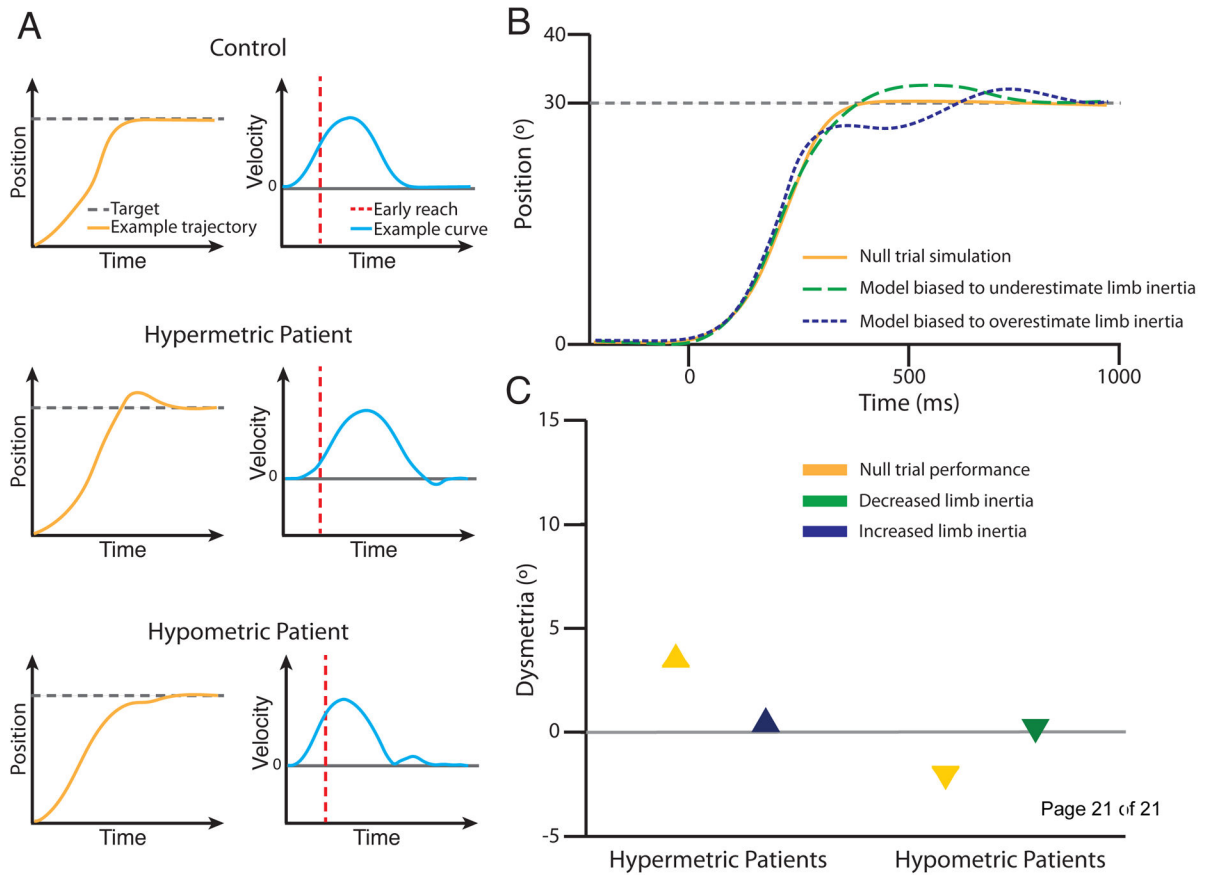 A
Control
Position
Target
Example trajectory
Time
Velocity
0
Early reach
Example curve
Time
Hypermetric Patient
Position
Time
Velocity
0
Time
Hypometric Patient
Position
Time
Velocity
0
Time
B
Position (º)
40
30
0
Null trial simulation
Model biased to underestimate limb inertia
Model biased to overestimate limb inertia
0
500
1000
Time (ms)
C
Dysmetria (º)
15
10
5
0
-5
Null trial performance
Decreased limb inertia
Increased limb inertia
Page 21 of 21
Hypermetric Patients
Hypometric Patients